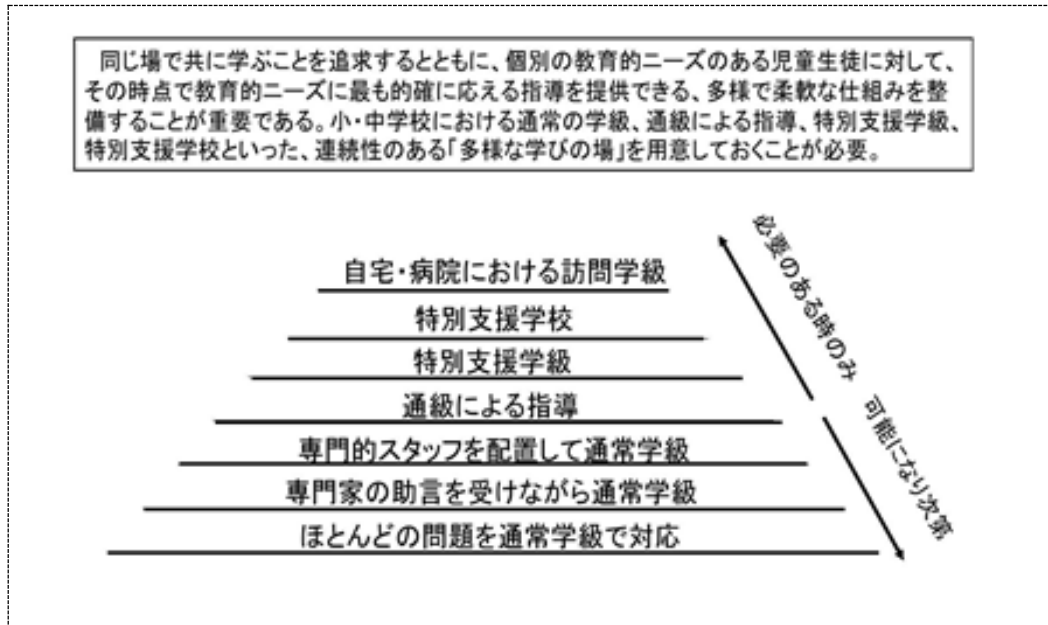 同じ場で共に学ぶことを追求するとともに、個別の教育的ニーズのある児童生徒に対して、
その時点で教育的ニーズに最も的確に応える指導を提供できる、多様で柔軟な仕組みを整
備することが重要である。小・中学校における通常の学級、通級による指導、特別支援学級、
特別支援学校といった、連続性のある「多様な学びの場」を用意しておくことが必要。
自宅・病院における訪問学級
特別支援学校
特別支援学級
通級による指導
専門的スタッフを配置して通常学級
専門家の助言を受けながら通常学級
ほとんどの問題を通常学級で対応
必要のある時のみ　可能になり次第